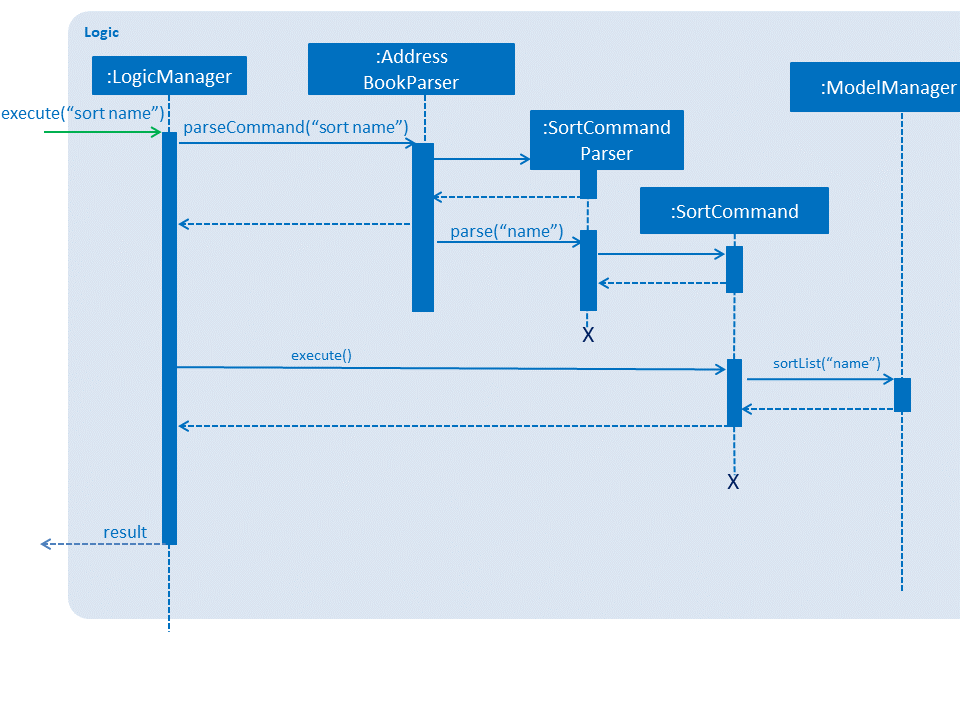 Logic
:LogicManager
:Address
BookParser
:ModelManager
execute(“sort name”)
parseCommand(“sort name”)
:SortCommand
Parser
:SortCommand
parse(“name”)
X
execute()
sortList(“name”)
X
result